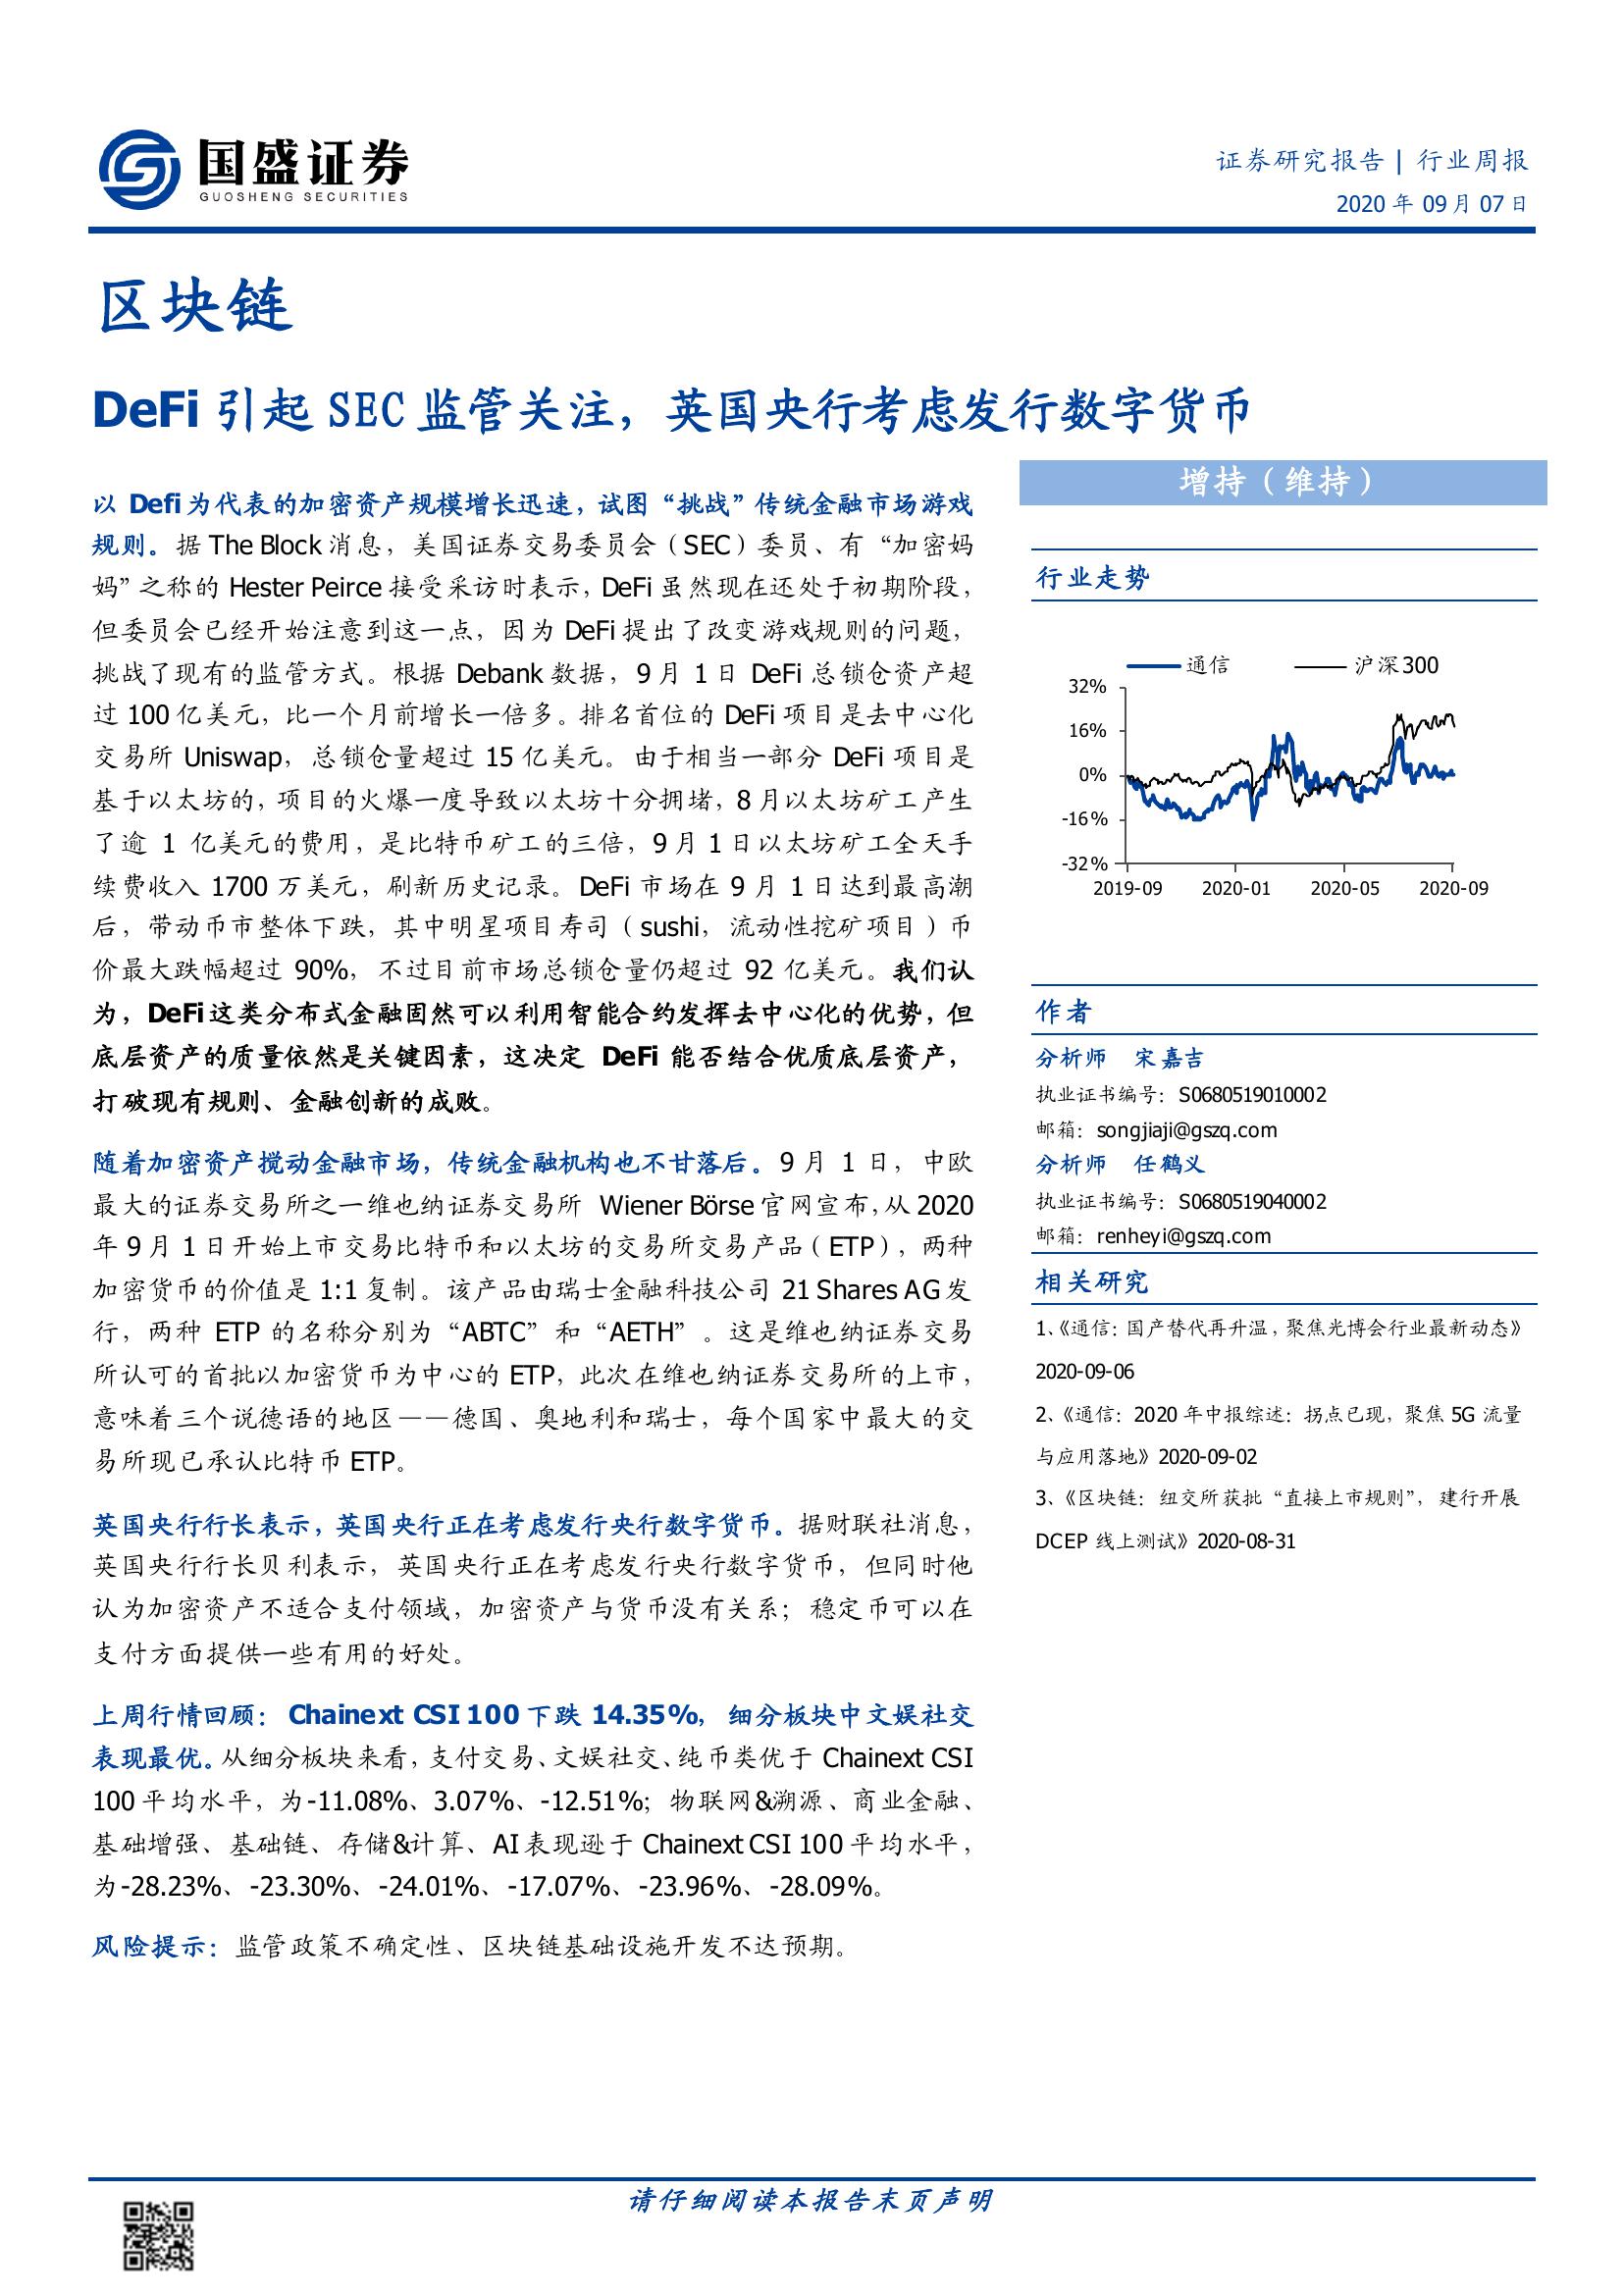 国盛证券
GUOSHENG SECURITIES
证券研究报告 | 行业周报
2020 年 09 月 07 日
区块链
DeFi 引起 SEC 监管关注，英国央行考虑发行数字货币
以 Defi 为代表的加密资产规模增长迅速，试图“挑战”传统金融市场游戏
规则。据 The Block 消息，美国证券交易委员会（SEC）委员、有“加密妈
妈”之称的 Hester Peirce 接受采访时表示，DeFi 虽然现在还处于初期阶段，
但委员会已经开始注意到这一点，因为 DeFi 提出了改变游戏规则的问题，
挑战了现有的监管方式。根据 Debank 数据，9 月 1 日 DeFi 总锁仓资产超
过 100 亿美元，比一个月前增长一倍多。排名首位的 DeFi 项目是去中心化
交易所 Uniswap，总锁仓量超过 15 亿美元。由于相当一部分 DeFi 项目是
基于以太坊的，项目的火爆一度导致以太坊十分拥堵，8 月以太坊矿工产生
了逾 1 亿美元的费用，是比特币矿工的三倍，9 月 1 日以太坊矿工全天手
续费收入 1700 万美元，刷新历史记录。DeFi 市场在 9 月 1 日达到最高潮
后，带动币市整体下跌，其中明星项目寿司（sushi，流动性挖矿项目）币
价最大跌幅超过 90%，不过目前市场总锁仓量仍超过 92 亿美元。我们认
为，DeFi 这类分布式金融固然可以利用智能合约发挥去中心化的优势，但
底层资产的质量依然是关键因素，这决定 DeFi 能否结合优质底层资产，
打破现有规则、金融创新的成败。
随着加密资产搅动金融市场，传统金融机构也不甘落后。9 月 1 日，中欧
最大的证券交易所之一维也纳证券交易所 Wiener Börse 官网宣布，从 2020
年 9 月 1 日开始上市交易比特币和以太坊的交易所交易产品（ETP），两种
加密货币的价值是 1:1 复制。该产品由瑞士金融科技公司 21 Shares AG 发
行，两种 ETP 的名称分别为“ABTC”和“AETH”。这是维也纳证券交易
所认可的首批以加密货币为中心的 ETP，此次在维也纳证券交易所的上市，
意味着三个说德语的地区——德国、奥地利和瑞士，每个国家中最大的交
易所现已承认比特币 ETP。
英国央行行长表示，英国央行正在考虑发行央行数字货币。据财联社消息，
英国央行行长贝利表示，英国央行正在考虑发行央行数字货币，但同时他
认为加密资产不适合支付领域，加密资产与货币没有关系；稳定币可以在
支付方面提供一些有用的好处。
上周行情回顾：Chainext CSI 100 下跌 14.35%，细分板块中文娱社交
表现最优。从细分板块来看，支付交易、文娱社交、纯币类优于 Chainext CSI
100 平均水平，为-11.08%、3.07%、-12.51%；物联网&溯源、商业金融、
基础增强、基础链、存储&计算、AI 表现逊于 Chainext CSI 100 平均水平，
为-28.23%、-23.30%、-24.01%、-17.07%、-23.96%、-28.09%。
风险提示：监管政策不确定性、区块链基础设施开发不达预期。
增持（维持）
行业走势
通信 沪深300
32%
16%
0%
-16%
-32%
2019-09 2020-01 2020-05 2020-09
作者
分析师 宋嘉吉
执业证书编号：S0680519010002
邮箱：songjiaji@gszq.com
分析师 任鹤义
执业证书编号：S0680519040002
邮箱：renheyi@gszq.com
相关研究
1、《通信：国产替代再升温，聚焦光博会行业最新动态》
2020-09-06
2、《通信：2020 年中报综述：拐点已现，聚焦 5G 流量
与应用落地》2020-09-02
3、《区块链：纽交所获批“直接上市规则”，建行开展
DCEP 线上测试》2020-08-31
请仔细阅读本报告末页声明